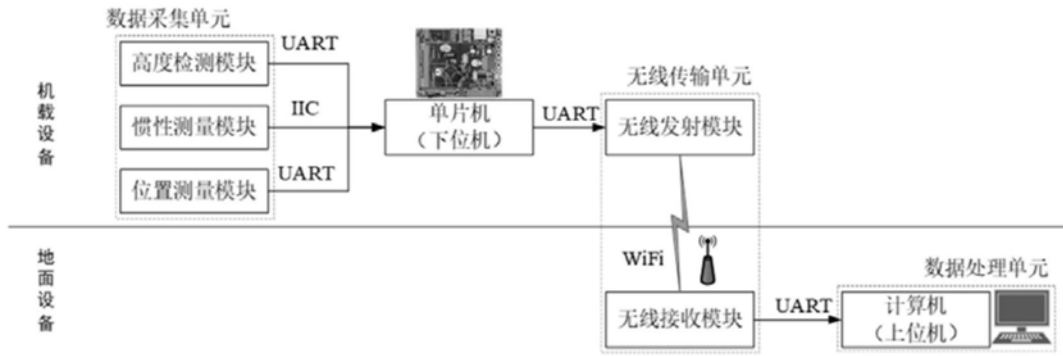 数据采集单元
高度检测模块
UART
惯性测量模块
IIC
位置测量模块
UART
机载设备
单片机
（下位机）
UART
无线传输单元
无线发射模块
WiFi
地面设备
无线接收模块
UART
数据处理单元
计算机
（上位机）